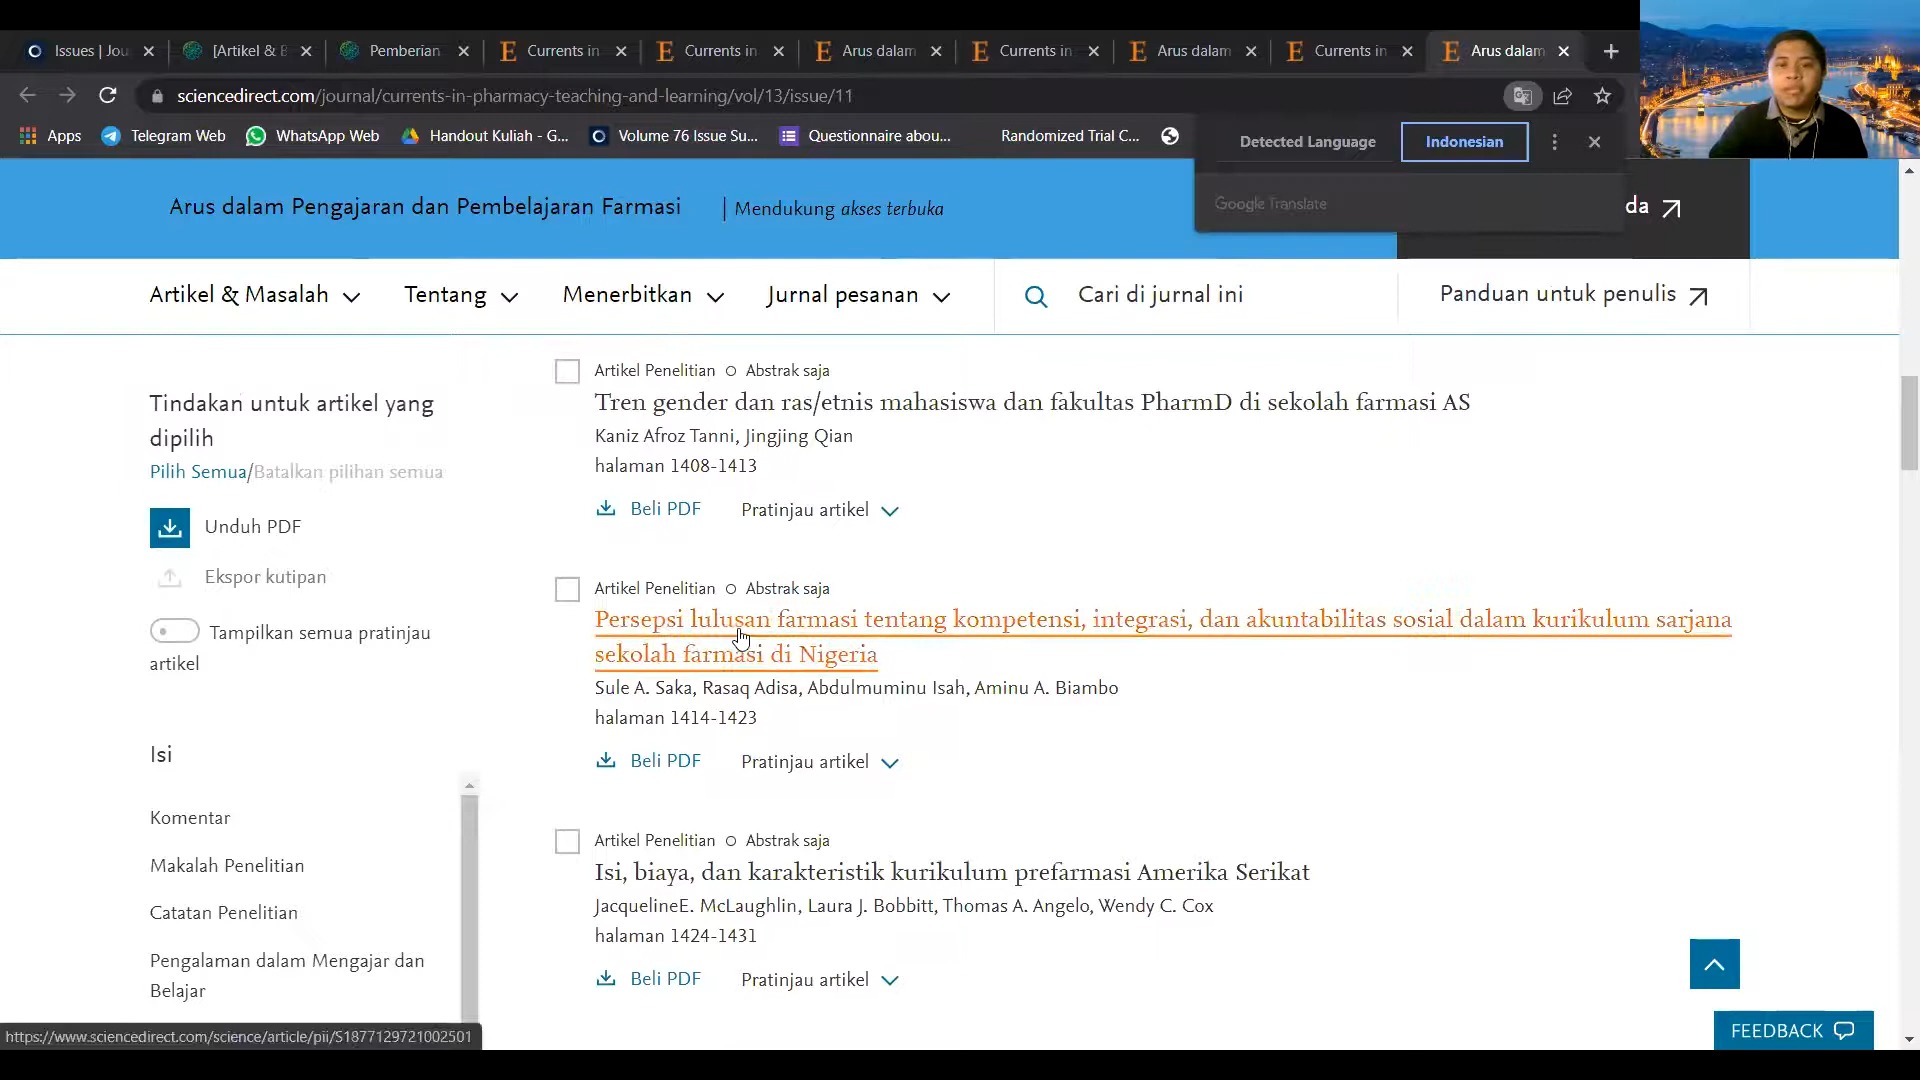 Issues | Jou
[Artikel & B
Pemberian
Currents in
Currents in
Arus dalam
Currents in
Arus dalam
Currents in
Arus dalam
sciencedirect.com/journal/currents-in-pharmacy-teaching-and-learning/vol/13/issue/11
Apps
Telegram Web
WhatsApp Web
Handout Kuliah - G...
Volume 76 Issue Su...
Questionnaire abou...
Randomized Trial C...
Detected Language
Indonesian
Google Translate
Arus dalam Pengajaran dan Pembelajaran Farmasi
Mendukung akses terbuka
da
Artikel & Masalah
Tentang
Menerbitkan
Jurnal pesanan
Cari di jurnal ini
Panduan untuk penulis
Tindakan untuk artikel yang
dipilih
Pilih Semua/Batalkan pilihan semua
Unduh PDF
Ekspor kutipan
Tampilkan semua pratinjau
artikel
Isi
Komentar
Makalah Penelitian
Catatan Penelitian
Pengalaman dalam Mengajar dan
Belajar
Artikel Penelitian ○ Abstrak saja
Tren gender dan ras/etnis mahasiswa dan fakultas PharmD di sekolah farmasi AS
Kaniz Afroz Tanni, Jingjing Qian
halaman 1408-1413
Beli PDF
Pratinjau artikel
Artikel Penelitian ○ Abstrak saja
Persepsi lulusan farmasi tentang kompetensi, integrasi, dan akuntabilitas sosial dalam kurikulum sarjana
sekolah farmasi di Nigeria
Sule A. Saka, Rasaq Adisa, Abdulmuminu Isah, Aminu A. Biambo
halaman 1414-1423
Beli PDF
Pratinjau artikel
Artikel Penelitian ○ Abstrak saja
Isi, biaya, dan karakteristik kurikulum prefarmasi Amerika Serikat
JacquelineE. McLaughlin, Laura J. Bobbitt, Thomas A. Angelo, Wendy C. Cox
halaman 1424-1431
Beli PDF
Pratinjau artikel
FEEDBACK
https://www.sciencedirect.com/science/article/pii/S1877129721002501